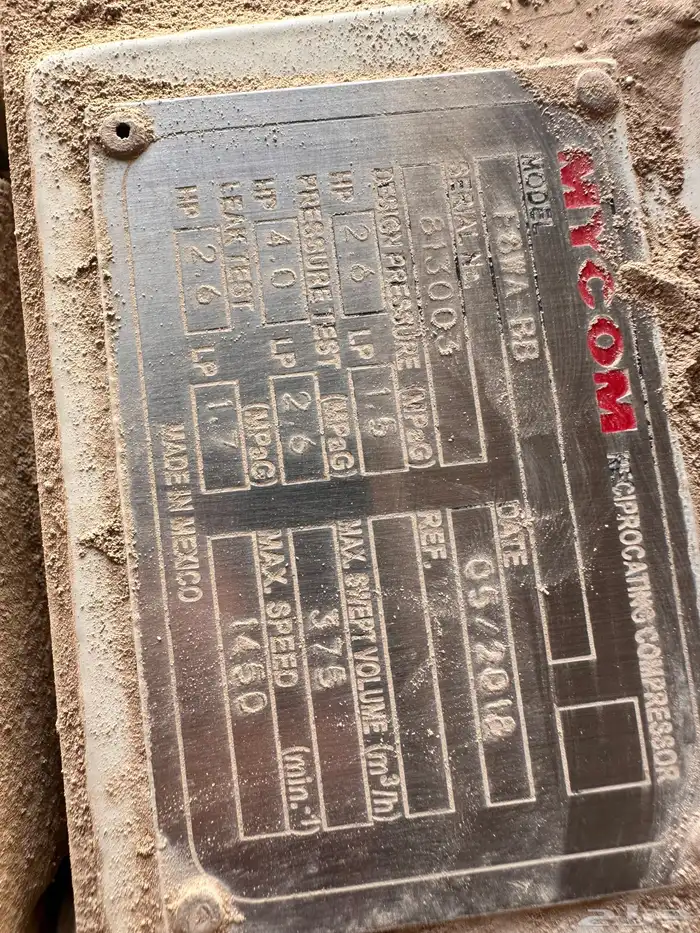 MYCOM RECIPROCATING COMPRESSOR
MODEL F8WA-BB
SERIAL
813003
DATE
09/2018
DESIGN PRESSURE (MPaG)
HP 2.6 LP 1.5
REF.
PRESSURE TEST (MPaG)
HP 4.0 LP 2.6
MAX. SWEPT VOLUME (m³/h)
375
LEAK TEST (MPaG)
HP 2.6 LP 1.7
MAX. SPEED (min.⁻¹)
1450
MADE IN MEXICO